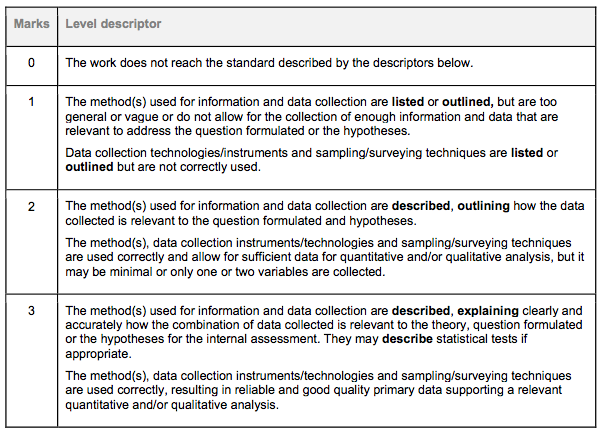 Marks Level descriptor
0 The work does not reach the standard described by the descriptors below.
1 The method(s) used for information and data collection are listed or outlined, but are too
general or vague or do not allow for the collection of enough information and data that are
relevant to address the question formulated or the hypotheses.
Data collection technologies/instruments and sampling/surveying techniques are listed or
outlined but are not correctly used.
2 The method(s) used for information and data collection are described, outlining how the data
collected is relevant to the question formulated and hypotheses.
The method(s), data collection instruments/technologies and sampling/surveying techniques
are used correctly and allow for sufficient data for quantitative and/or qualitative analysis, but it
may be minimal or only one or two variables are collected.
3 The method(s) used for information and data collection are described, explaining clearly and
accurately how the combination of data collected is relevant to the theory, question formulated
or the hypotheses for the internal assessment. They may describe statistical tests if
appropriate.
The method(s), data collection instruments/technologies and sampling/surveying techniques
are used correctly, resulting in reliable and good quality primary data supporting a relevant
quantitative and/or qualitative analysis.